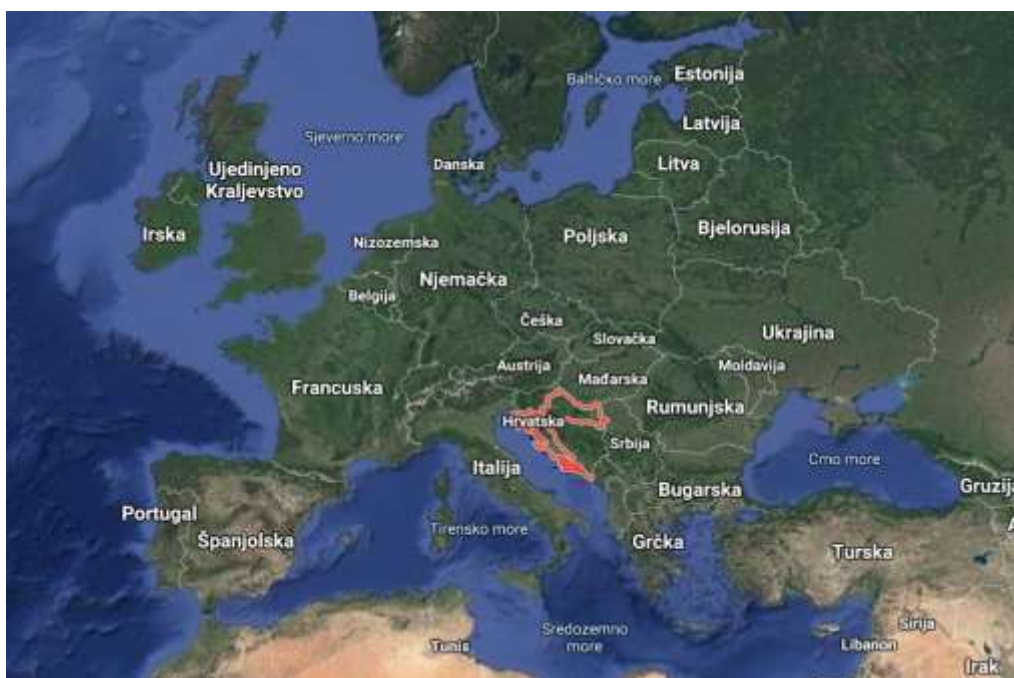 Estonija
Baltičko more
Latvija
Sjeverno more
Danska
Litva
Ujedinjeno
Kraljevstvo
Irska
Bjelorusija
Poljska
Nizozemska
Njemačka
Belgija
Češka
Ukrajina
Slovačka
Austrija
Moldavija
Mađarska
Francuska
Rumunjska
Hrvatska
Srbija
Crno more
Italija
Gruzij
Bugarska
Portugal
Tirensko more
Španjolska
Grčka
Turska
Sirija
Sredozemno
more
Tunis
Libanon
Irak